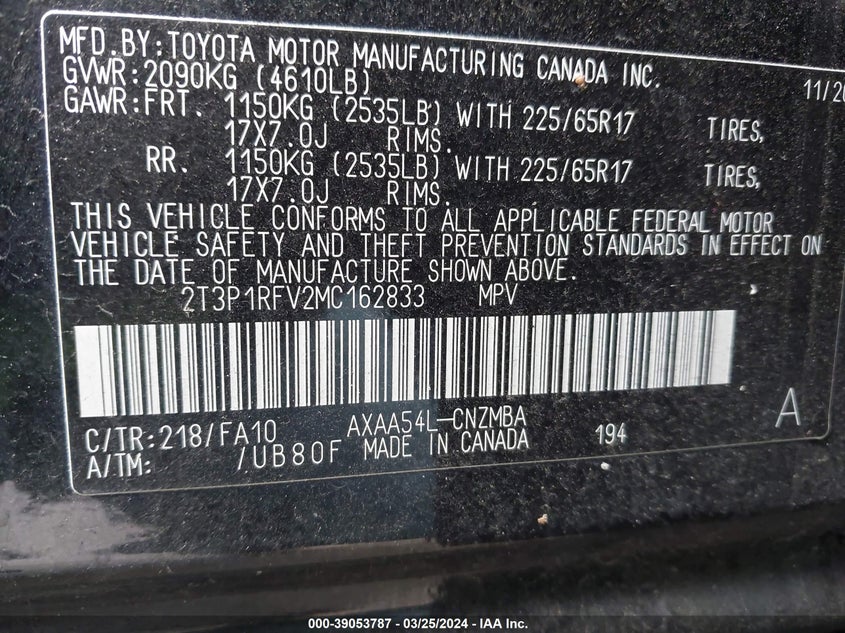 MFD.BY:TOYOTA MOTOR MANUFACTURING CANADA INC.
GVWR:2090KG (4610LB) 11/20
GAWR:FRT. 1150KG (2535LB) WITH 225/65R17 TIRES,
17X7.0J RIMS.
RR. 1150KG (2535LB) WITH 225/65R17 TIRES,
17X7.0J RIMS.
THIS VEHICLE CONFORMS TO ALL APPLICABLE FEDERAL MOTOR
VEHICLE SAFETY AND THEFT PREVENTION STANDARDS IN EFFECT ON
THE DATE OF MANUFACTURE SHOWN ABOVE.
2T3P1RFV2MC162833 MPV
C/TR:218/FA10 AXAA54L-CNZMBA 194 A
A/TM: /UB80F MADE IN CANADA
000-39053787 - 03/25/2024 - IAA Inc.